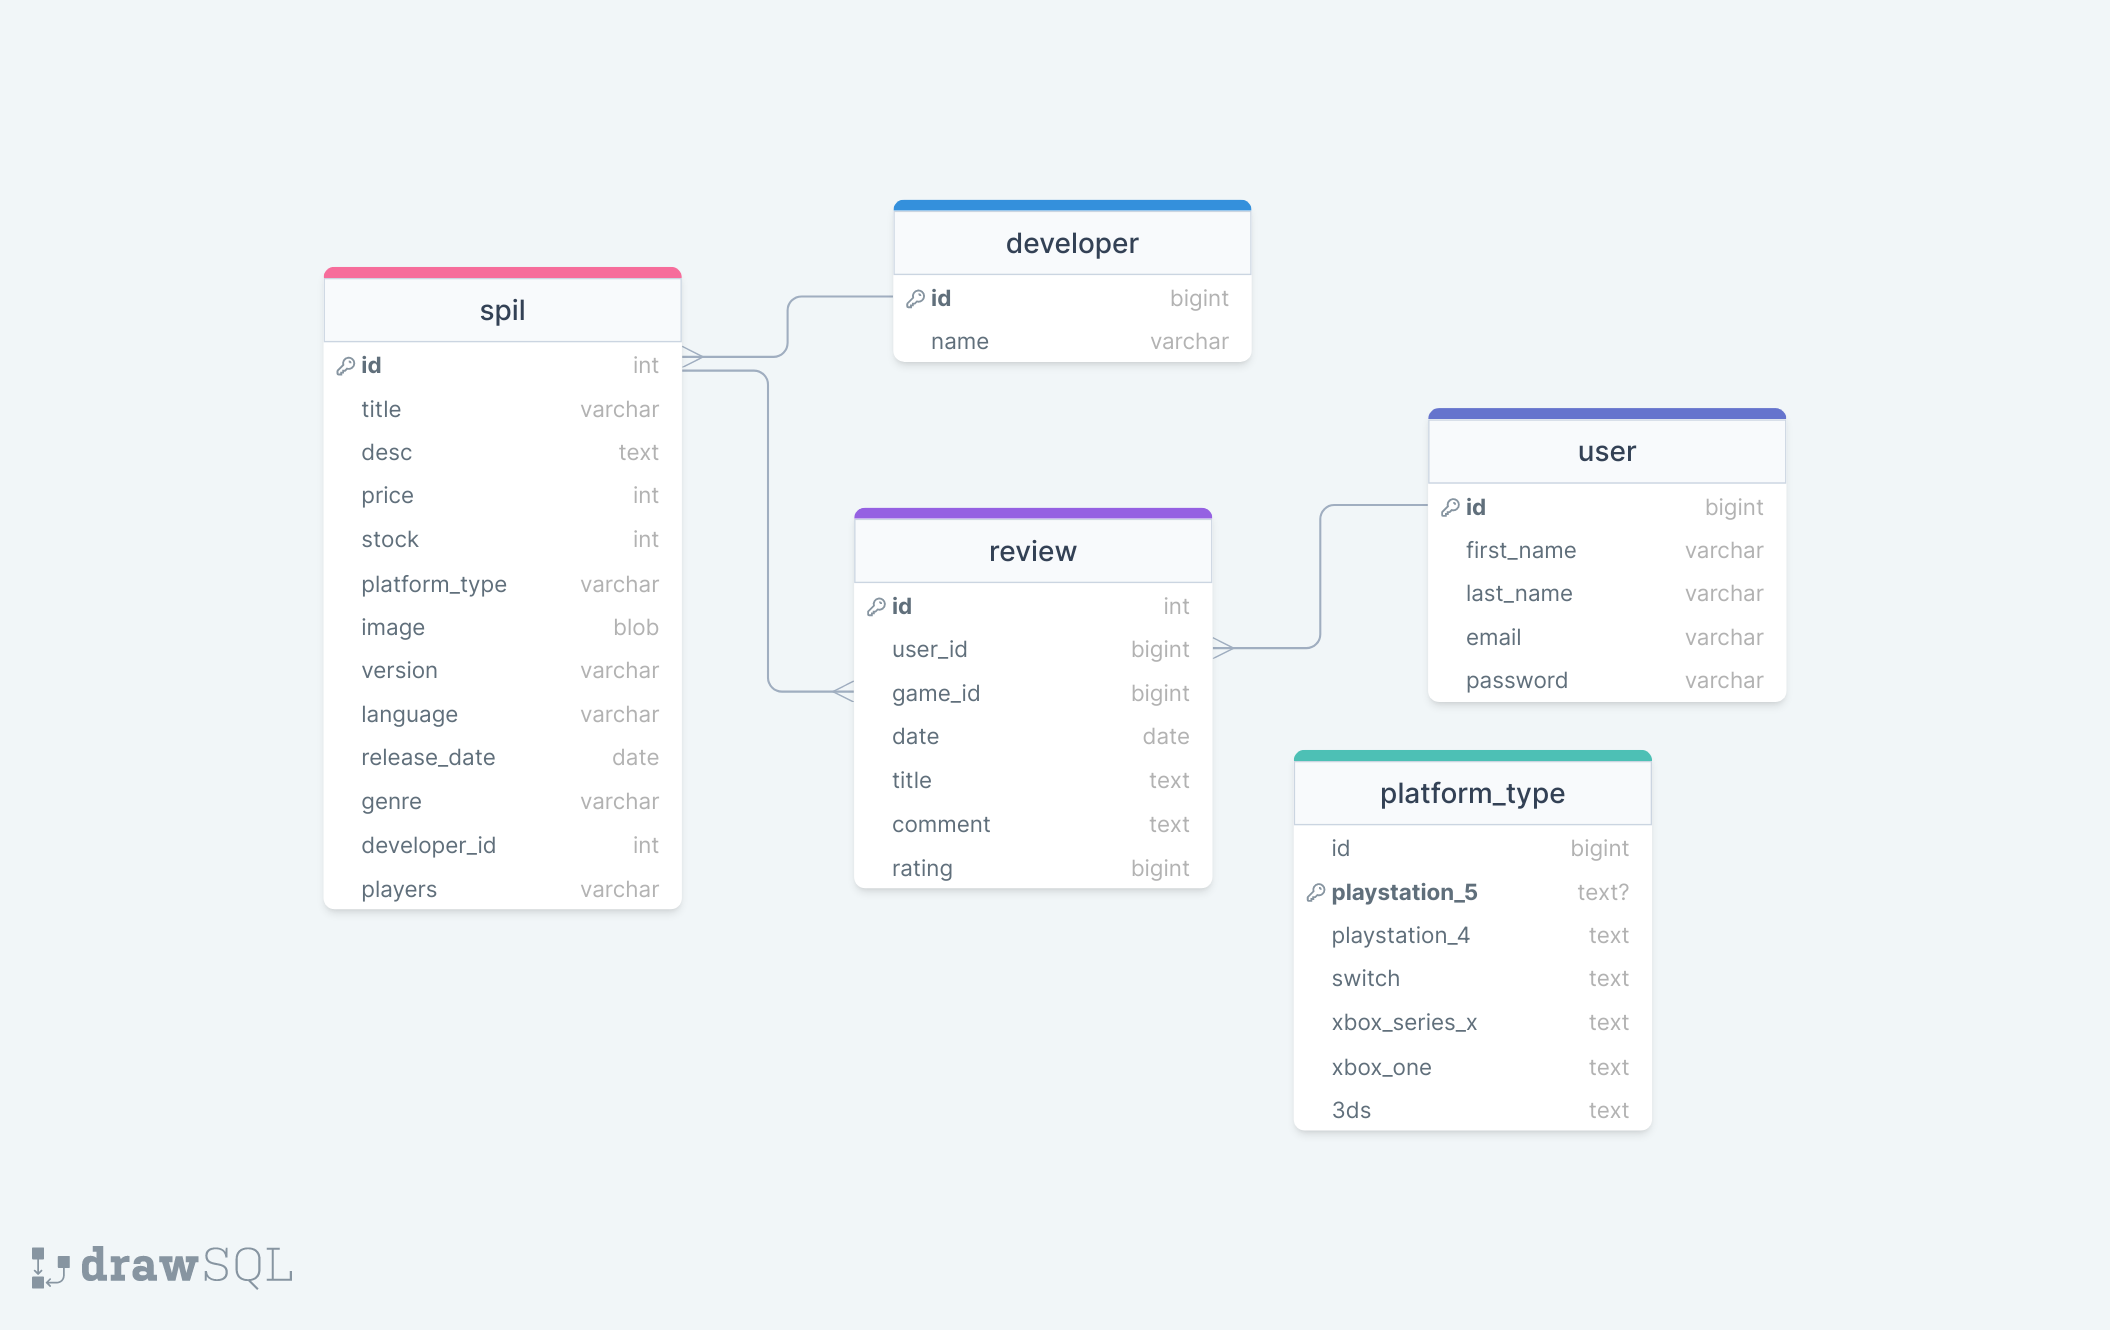 spil
id int
title varchar
desc text
price int
stock int
platform_type varchar
image blob
version varchar
language varchar
release_date date
genre varchar
developer_id int
players varchar
developer
id bigint
name varchar
review
id int
user_id bigint
game_id bigint
date date
title text
comment text
rating bigint
user
id bigint
first_name varchar
last_name varchar
email varchar
password varchar
platform_type
id bigint
playstation_5 text?
playstation_4 text
switch text
xbox_series_x text
xbox_one text
3ds text
drawSQL